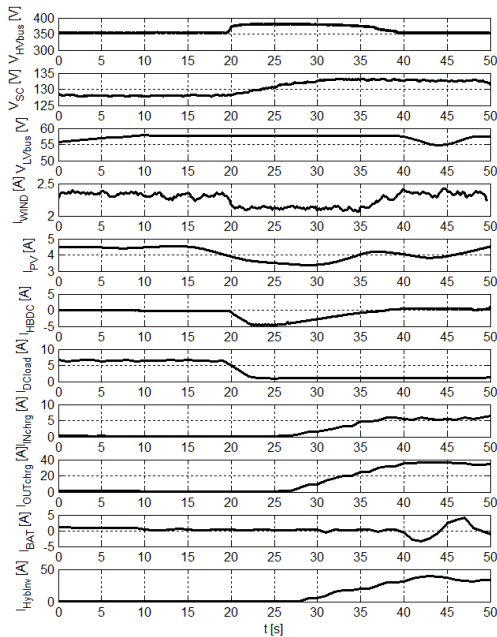 V_HVbus [V]
400
350
300
0 5 10 15 20 25 30 35 40 45 50
V_SC [V]
135
130
125
0 5 10 15 20 25 30 35 40 45 50
V_LVbus [V]
60
55
50
0 5 10 15 20 25 30 35 40 45 50
I_WIND [A]
2.5
2
0 5 10 15 20 25 30 35 40 45 50
I_PV [A]
5
4
3
0 5 10 15 20 25 30 35 40 45 50
I_HBDC [A]
5
0
-5
0 5 10 15 20 25 30 35 40 45 50
I_DCload [A]
10
5
0
0 5 10 15 20 25 30 35 40 45 50
I_INchrg [A]
10
5
0
0 5 10 15 20 25 30 35 40 45 50
I_OUTchrg [A]
40
20
0
0 5 10 15 20 25 30 35 40 45 50
I_BAT [A]
5
0
-5
0 5 10 15 20 25 30 35 40 45 50
I_HybInv [A]
50
0
0 5 10 15 20 25 30 35 40 45 50
t [s]